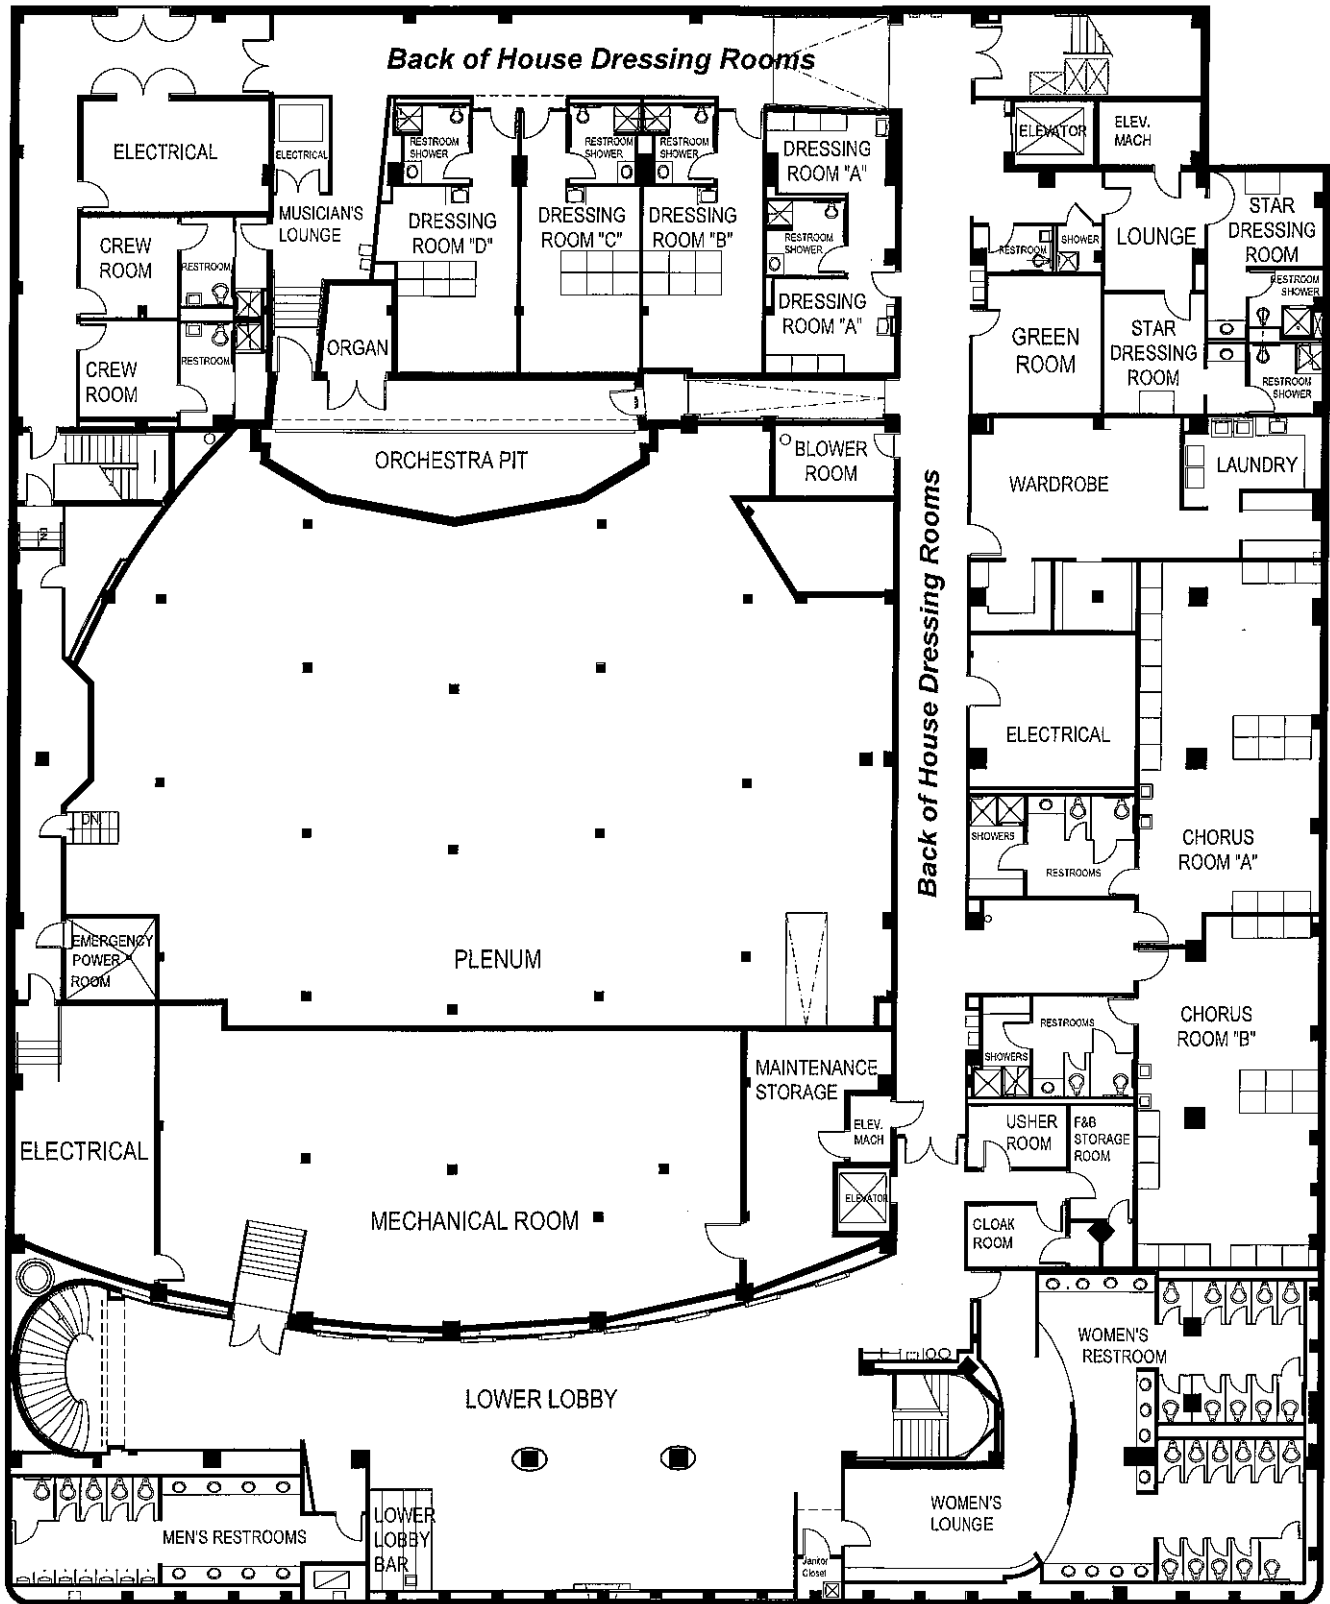 Back of House Dressing Rooms
ELECTRICAL
ELECTRICAL
MUSICIAN'S
LOUNGE
RESTROOM
SHOWER
DRESSING
ROOM "D"
RESTROOM
SHOWER
DRESSING
ROOM "C"
RESTROOM
SHOWER
DRESSING
ROOM "B"
DRESSING
ROOM "A"
RESTROOM
SHOWER
DRESSING
ROOM "A"
ELEVATOR
ELEV.
MACH
RESTROOM
SHOWER
LOUNGE
STAR
DRESSING
ROOM
RESTROOM
SHOWER
CREW
ROOM
RESTROOM
CREW
ROOM
RESTROOM
ORGAN
GREEN
ROOM
STAR
DRESSING
ROOM
RESTROOM
SHOWER
ORCHESTRA PIT
BLOWER
ROOM
WARDROBE
LAUNDRY
DN
Back of House Dressing Rooms
ELECTRICAL
DN
SHOWERS
RESTROOMS
CHORUS
ROOM "A"
EMERGENCY
POWER
ROOM
PLENUM
RESTROOMS
SHOWERS
CHORUS
ROOM "B"
MAINTENANCE
STORAGE
ELEV.
MACH
USHER
ROOM
F&B
STORAGE
ROOM
ELECTRICAL
MECHANICAL ROOM
ELEVATOR
CLOAK
ROOM
WOMEN'S
RESTROOM
LOWER LOBBY
WOMEN'S
LOUNGE
MEN'S RESTROOMS
LOWER
LOBBY
BAR
Janitor
Closet